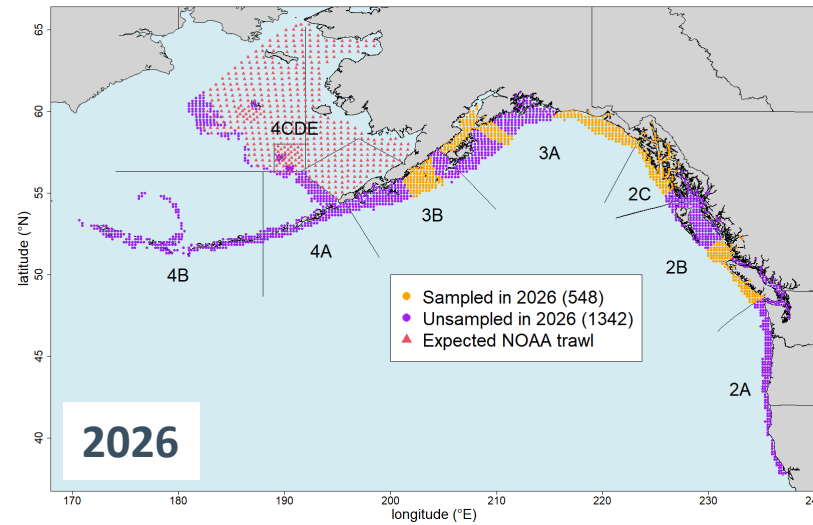 65
60
55
50
45
40
latitude (°N)
4CDE
3A
2C
3B
4A
4B
2B
2A
Sampled in 2026 (548)
Unsampled in 2026 (1342)
Expected NOAA trawl
2026
170
180
190
200
210
220
230
longitude (°E)